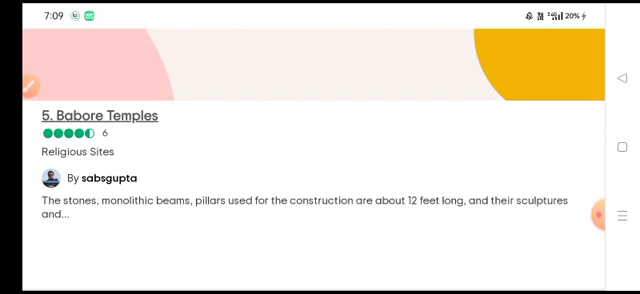 7:09
20%
5. Babore Temples
6
Religious Sites
By sabsgupta
The stones, monolithic beams, pillars used for the construction are about 12 feet long, and their sculptures
and...